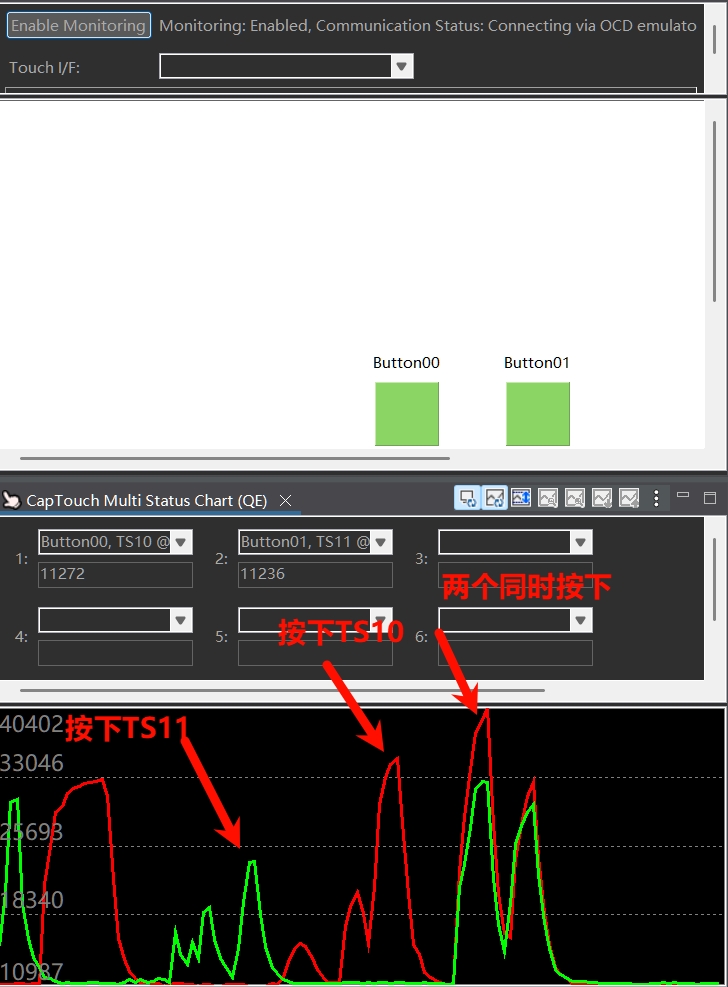 Enable Monitoring Monitoring: Enabled, Communication Status: Connecting via OCD emulato
Touch I/F:
Button00 Button01
CapTouch Multi Status Chart (QE)
1: Button00, TS10 @ 2: Button01, TS11 @ 3:
11272 11236
两个同时按下
4: 5: 6:
按下TS10
40402
按下TS11
33046
25693
18340
10987